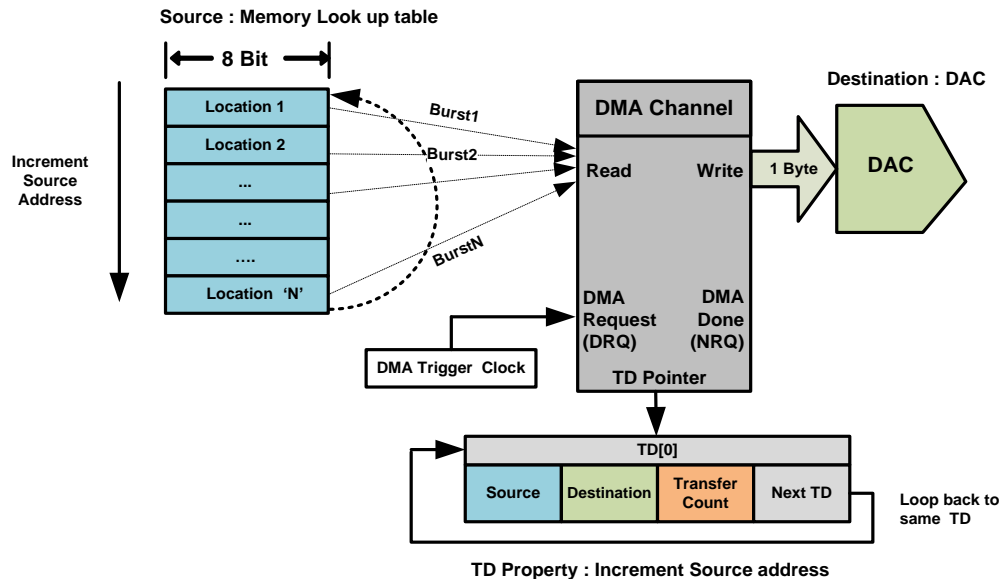 Source : Memory Look up table
8 Bit
Increment
Source
Address
Location 1
Location 2
...
...
....
Location ‘N’
Burst1
Burst2
BurstN
DMA Channel
Read
Write
DMA
Request
(DRQ)
DMA
Done
(NRQ)
TD Pointer
DMA Trigger Clock
1 Byte
Destination : DAC
DAC
TD[0]
Source
Destination
Transfer
Count
Next TD
Loop back to
same TD
TD Property : Increment Source address